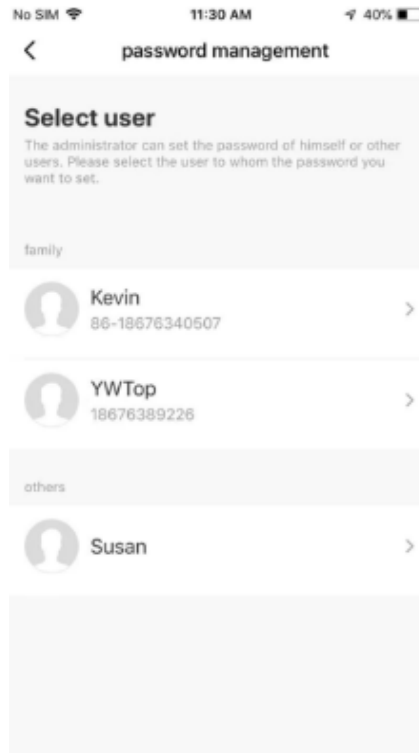 No SIM 11:30 AM 40%
password management
Select user
The administrator can set the password of himself or other
users. Please select the user to whom the password you
want to set.
family
Kevin
86-18676340507
YWTop
18676389226
others
Susan